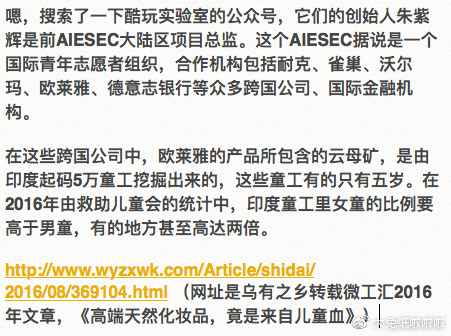 嗯，搜索了一下酷玩实验室的公众号，它们的创始人朱紫
辉是前AIESEC大陆区项目总监。这个AIESEC据说是一个
国际青年志愿者组织，合作机构包括耐克、雀巢、沃尔
玛、欧莱雅、德意志银行等众多跨国公司、国际金融机
构。
在这些跨国公司中，欧莱雅的产品所包含的云母矿，是由
印度起码5万童工挖掘出来的，这些童工有的只有五岁。在
2016年由救助儿童会的统计中，印度童工里女童的比例要
高于男童，有的地方甚至高达两倍。
http://www.wyzxwk.com/Article/shidai/
2016/08/369104.html （网址是乌有之乡转载微工汇2016
年文章，《高端天然化妆品，竟是来自儿童血》）